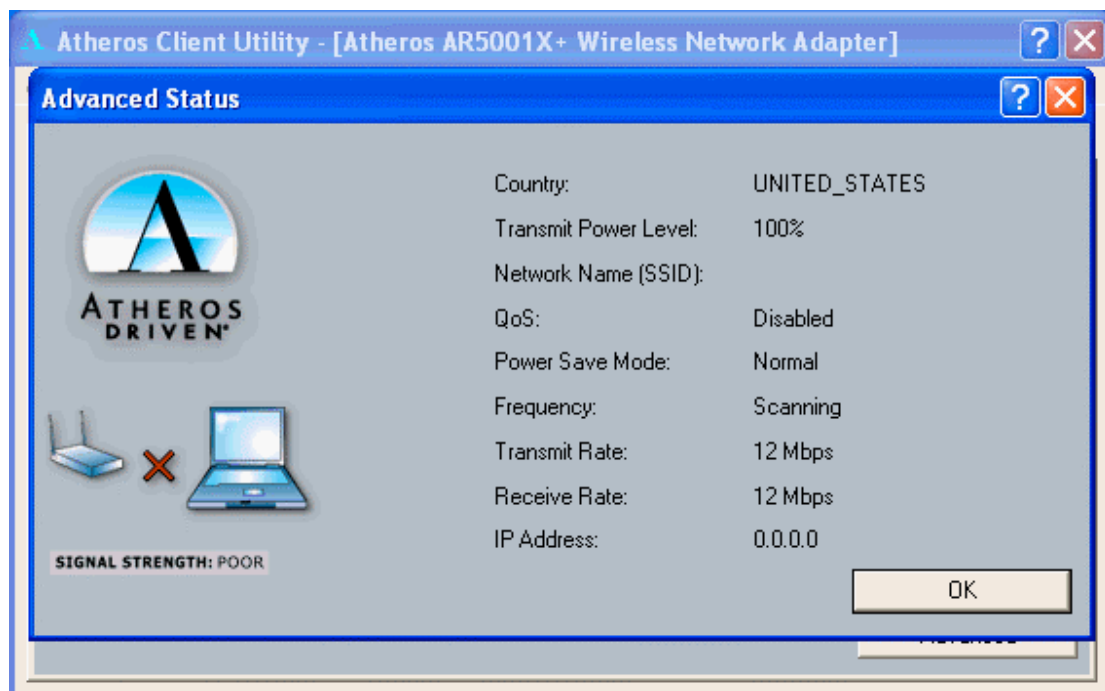 Atheros Client Utility - [Atheros AR5001X+ Wireless Network Adapter]
Advanced Status
Country: UNITED_STATES
Transmit Power Level: 100%
Network Name (SSID):
QoS: Disabled
Power Save Mode: Normal
Frequency: Scanning
Transmit Rate: 12 Mbps
Receive Rate: 12 Mbps
IP Address: 0.0.0.0
ATHEROS
DRIVEN®
SIGNAL STRENGTH: POOR
OK